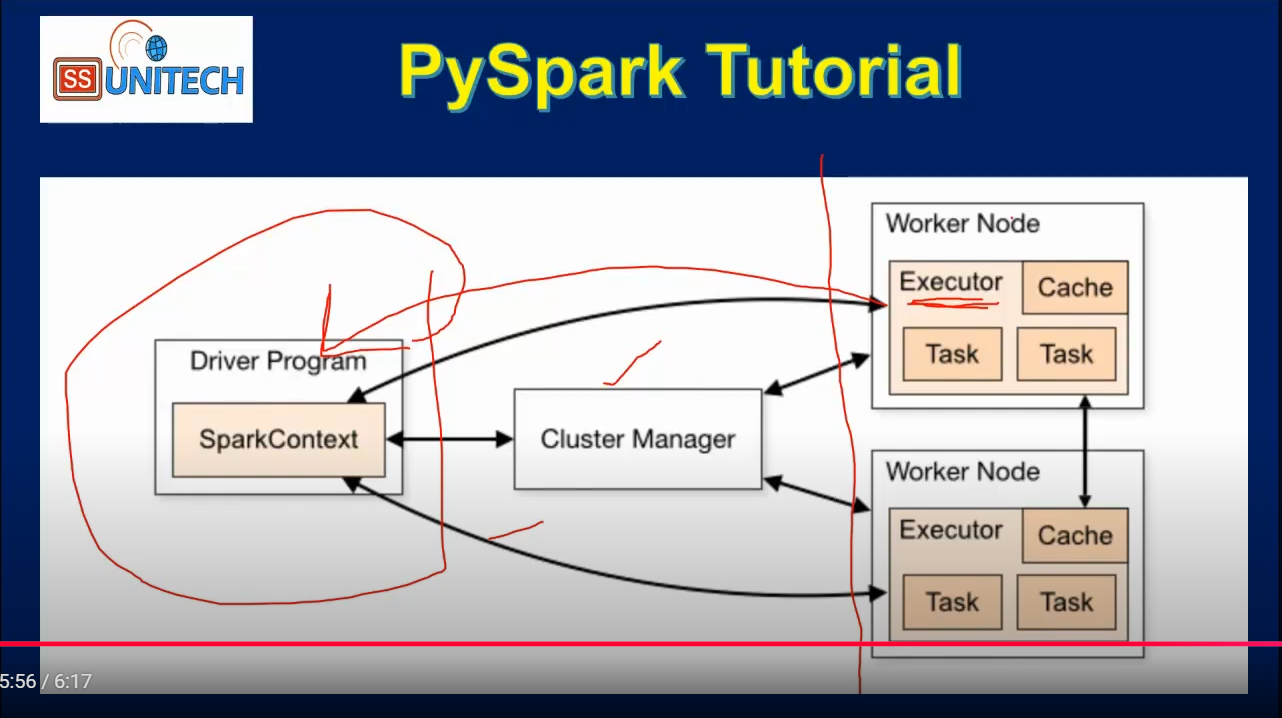 SS UNITECH
PySpark Tutorial
Worker Node
Executor
Cache
Task
Task
Driver Program
SparkContext
Cluster Manager
Worker Node
Executor
Cache
Task
Task
5:56 / 6:17